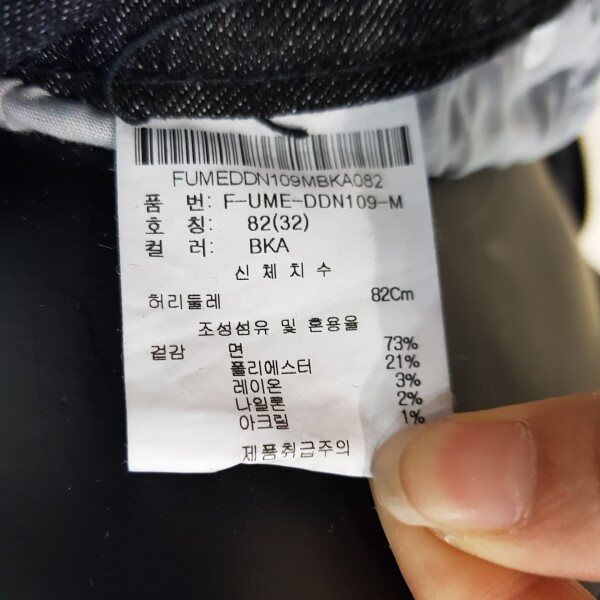 FUMEDDN109MBKA082
품 번: F-UME-DDN109-M
호 칭: 82(32)
컬 러: BKA
신체치수
허리둘레 82Cm
조성섬유 및 혼용율
겉감 면 73%
폴리에스터 21%
레이온 3%
나일론 2%
아크릴 1%
제품취급주의